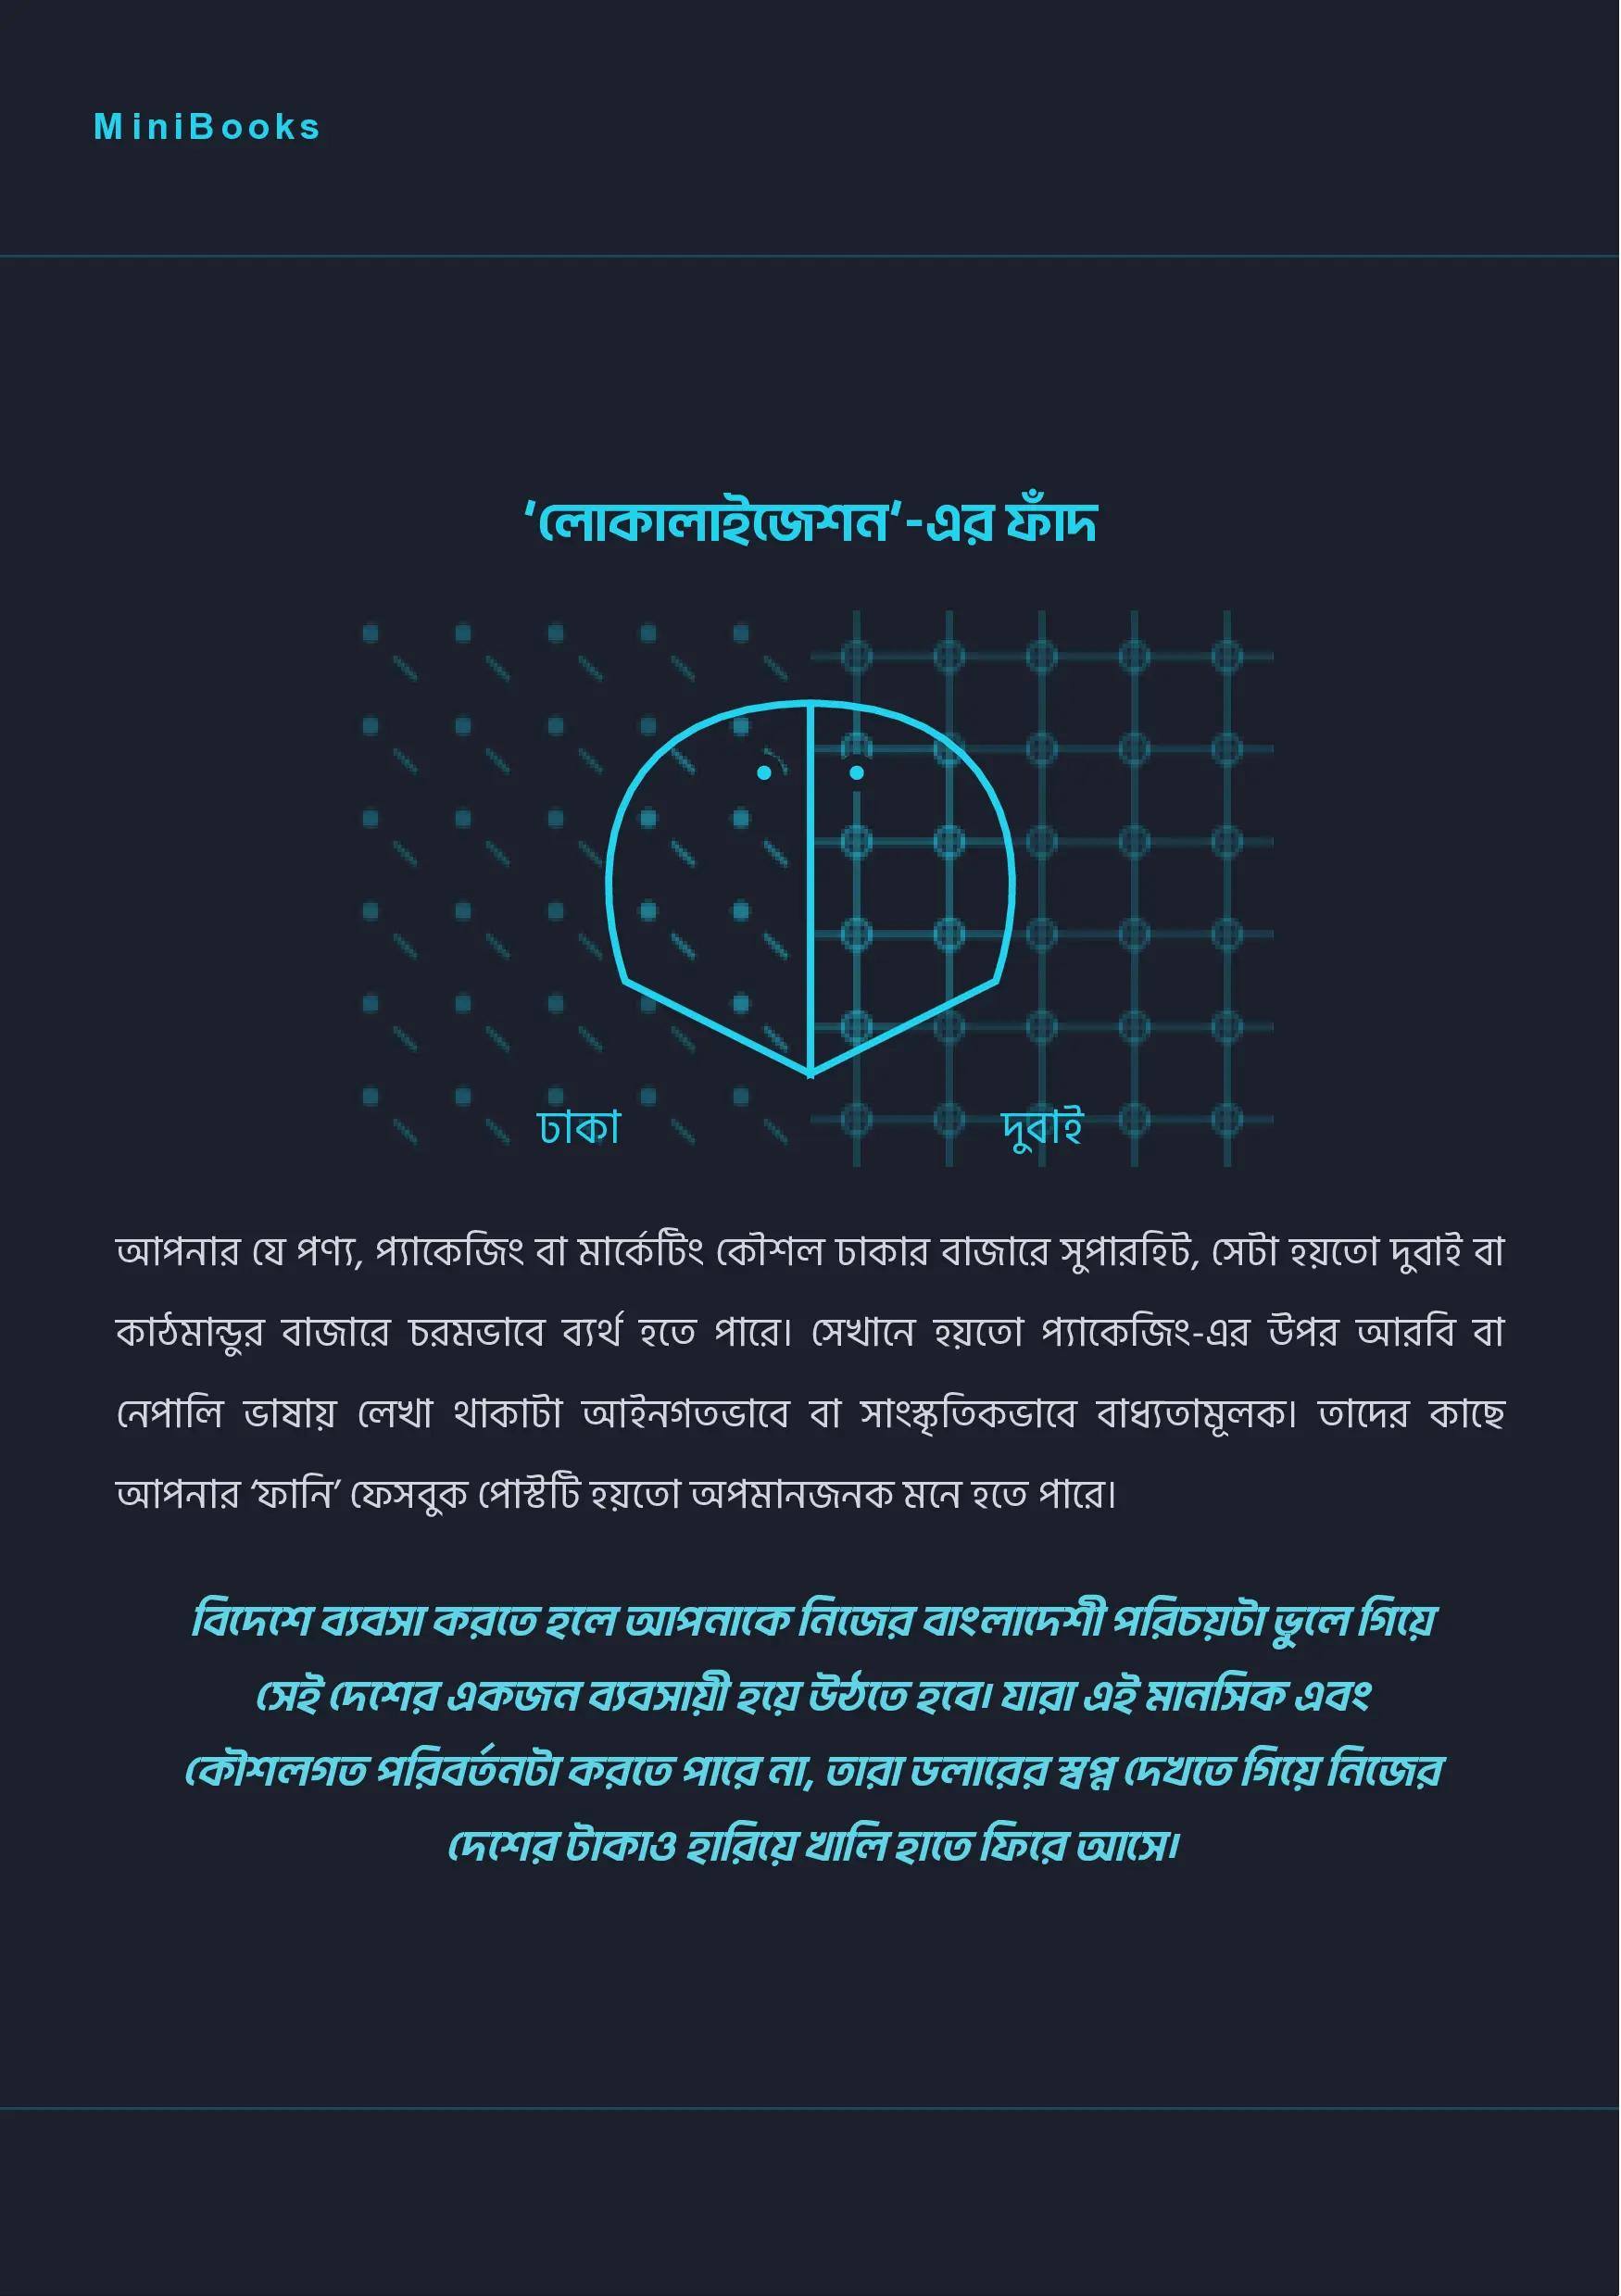 MiniBooks
‘লোকালাইজেশন’-এর ফাঁদ
ঢাকা
দুবাই
আপনার যে পণ্য, প্যাকেজিং বা মার্কেটিং কৌশল ঢাকার বাজারে সুপারহিট, সেটা হয়তো দুবাই বা
কাঠমান্ডুর বাজারে চরমভাবে ব্যর্থ হতে পারে। সেখানে হয়তো প্যাকেজিং-এর উপর আরবি বা
নেপালি ভাষায় লেখা থাকাটা আইনগতভাবে বা সাংস্কৃতিকভাবে বাধ্যতামূলক। তাদের কাছে
আপনার ‘ফানি’ ফেসবুক পোস্টটি হয়তো অপমানজনক মনে হতে পারে।
বিদেশে ব্যবসা করতে হলে আপনাকে নিজের বাংলাদেশী পরিচয়টা ভুলে গিয়ে
সেই দেশের একজন ব্যবসায়ী হয়ে উঠতে হবে। যারা এই মানসিক এবং
কৌশলগত পরিবর্তনটা করতে পারে না, তারা ডলারের স্বপ্ন দেখতে গিয়ে নিজের
দেশের টাকাও হারিয়ে খালি হাতে ফিরে আসে।